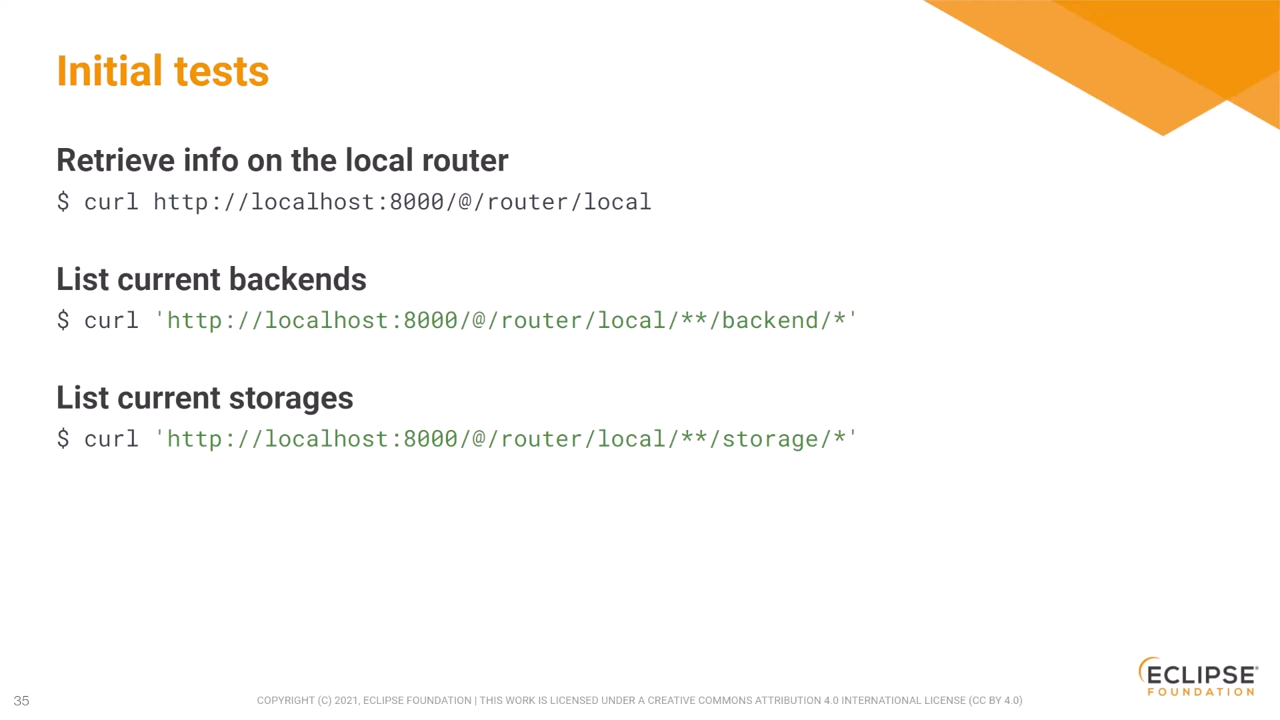 Initial tests
Retrieve info on the local router
$ curl http://localhost:8000/@/router/local
List current backends
$ curl 'http://localhost:8000/@/router/local/**/backend/*'
List current storages
$ curl 'http://localhost:8000/@/router/local/**/storage/*'
35
COPYRIGHT (C) 2021, ECLIPSE FOUNDATION | THIS WORK IS LICENSED UNDER A CREATIVE COMMONS ATTRIBUTION 4.0 INTERNATIONAL LICENSE (CC BY 4.0)
ECLIPSE®
FOUNDATION